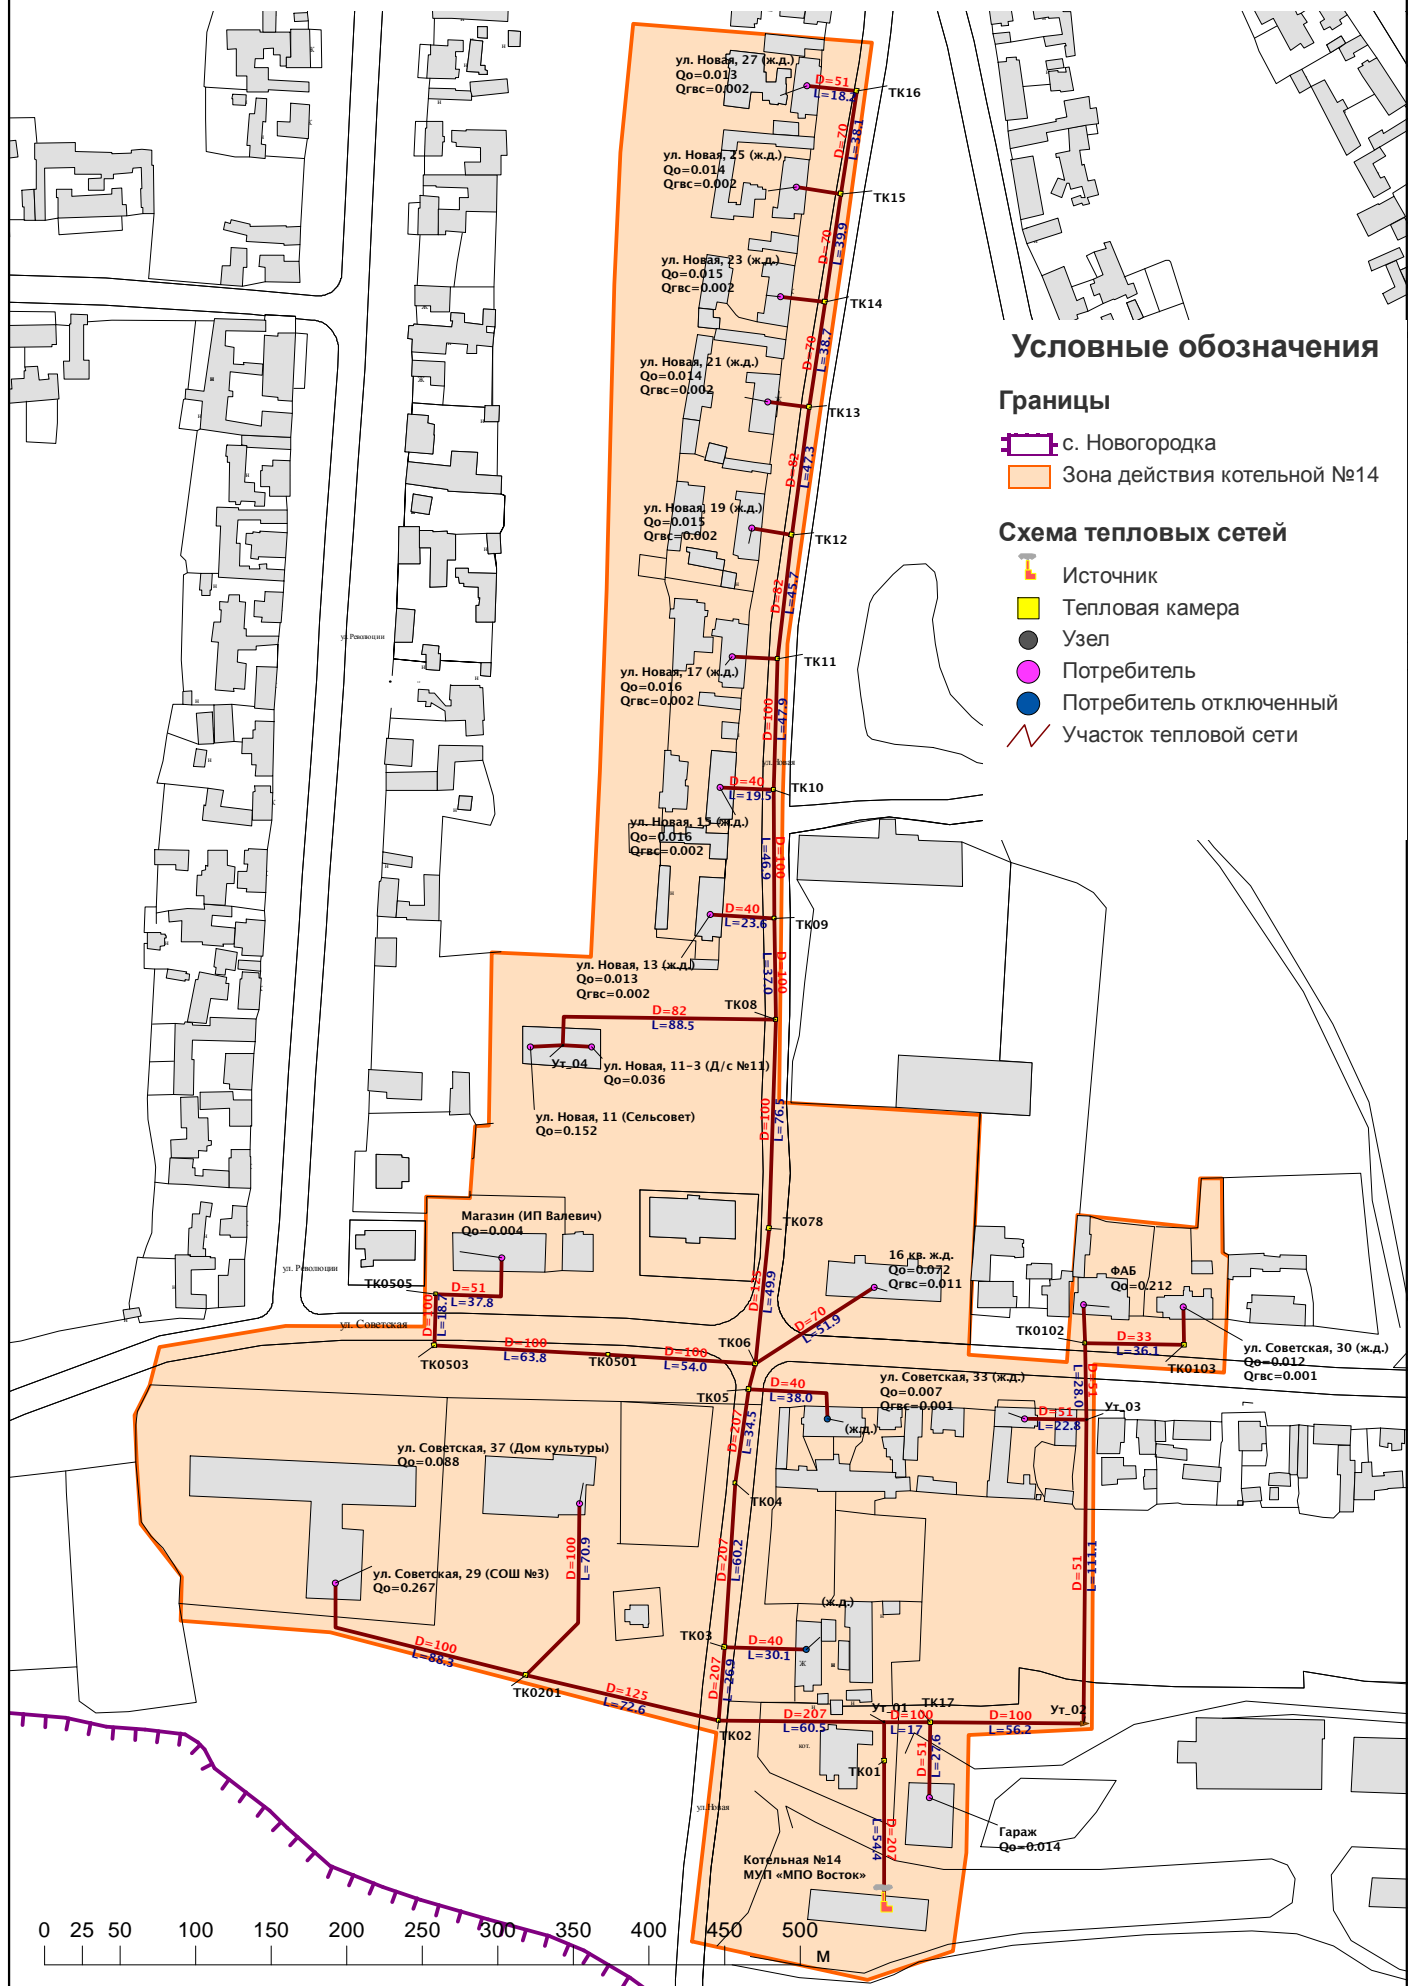 ул. Новая, 27 (ж.д.)
Qо=0.013
Qгвс=0.002
D=51
L=18.2
ТК16
D=70
L=38.1
ул. Новая, 25 (ж.д.)
Qо=0.014
Qгвс=0.002
ТК15
D=70
L=39.9
ул. Новая, 23 (ж.д.)
Qо=0.015
Qгвс=0.002
ТК14
D=70
L=38.7
Условные обозначения
Границы
с. Новогородка
Зона действия котельной №14
Схема тепловых сетей
Источник
Тепловая камера
Узел
Потребитель
Потребитель отключенный
Участок тепловой сети
ул. Новая, 21 (ж.д.)
Qо=0.014
Qгвс=0.002
ТК13
D=82
L=47.3
ул. Новая, 19 (ж.д.)
Qо=0.015
Qгвс=0.002
ТК12
D=82
L=45.7
ул. Революции
ТК11
ул. Новая, 17 (ж.д.)
Qо=0.016
Qгвс=0.002
D=100
L=47.9
ул. Новая
D=40
L=19.5
ТК10
ул. Новая, 15 (ж.д.)
Qо=0.016
Qгвс=0.002
L=46.9
D=100
D=40
L=23.6
ТК09
ул. Новая, 13 (ж.д.)
Qо=0.013
Qгвс=0.002
L=37.0
D=100
ТК08
D=82
L=88.5
Ут_04
ул. Новая, 11-3 (Д/с №11)
Qо=0.036
ул. Новая, 11 (Сельсовет)
Qо=0.152
D=100
L=76.5
Магазин (ИП Валевич)
Qо=0.004
ТК078
16 кв. ж.д.
Qо=0.072
Qгвс=0.011
ФАБ
Qо=0.212
ул. Революции
ТК0505
D=51
L=37.8
D=100
L=18.7
D=125
L=49.9
D=70
L=51.9
ул. Советская
ТК0503
D=100
L=63.8
ТК0501
D=100
L=54.0
ТК06
ТК0102
D=33
L=36.1
ТК0103
ул. Советская, 30 (ж.д.)
Qо=0.012
Qгвс=0.001
ТК05
D=40
L=38.0
(ж.д.)
ул. Советская, 33 (ж.д.)
Qо=0.007
Qгвс=0.001
L=28.0
D=51
D=51
L=22.8
Ут_03
D=207
L=34.5
ул. Советская, 37 (Дом культуры)
Qо=0.088
ТК04
D=100
L=70.9
D=207
L=60.2
D=51
L=111.1
ул. Советская, 29 (СОШ №3)
Qо=0.267
(ж.д.)
ТК03
D=40
L=30.1
D=100
L=88.3
ТК0201
D=125
L=72.6
D=207
L=26.9
ТК02
D=207
L=60.5
Ут_01
D=100
L=17
ТК17
D=100
L=56.2
Ут_02
кот.
ТК01
D=51
L=27.6
ул. Новая
Гараж
Qо=0.014
L=54.4
D=207
Котельная №14
МУП «МПО Восток»
0 25 50 100 150 200 250 300 350 400 450 500
М